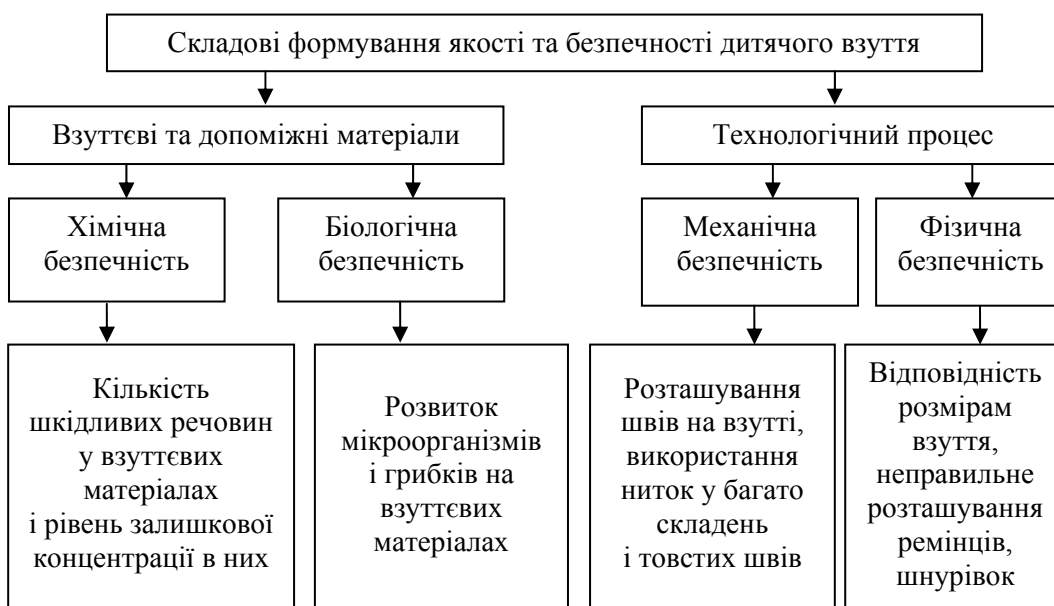 Складові формування якості та безпечності дитячого взуття
Взуттєві та допоміжні матеріали
Технологічний процес
Хімічна
безпечність
Біологічна
безпечність
Механічна
безпечність
Фізична
безпечність
Кількість
шкідливих речовин
у взуттєвих
матеріалах
і рівень залишкової
концентрації в них
Розвиток
мікроорганізмів
і грибків на
взуттєвих
матеріалах
Розташування
швів на взутті,
використання
ниток у багато
складень
і товстих швів
Відповідність
розмірам
взуття,
неправильне
розташування
ремінців,
шнурівок